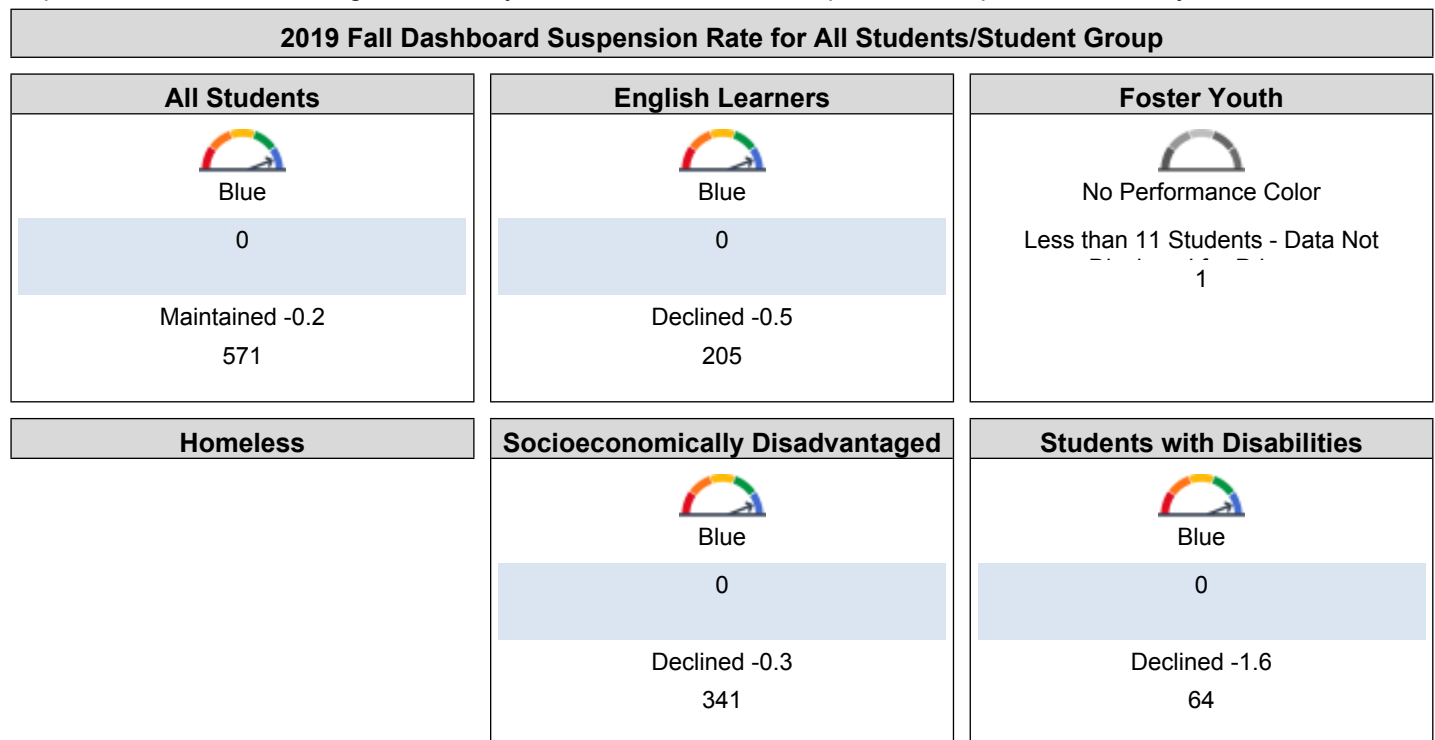 2019 Fall Dashboard Suspension Rate for All Students/Student Group
All Students
Blue
0
Maintained -0.2
571
English Learners
Blue
0
Declined -0.5
205
Foster Youth
No Performance Color
Less than 11 Students - Data Not
1
Homeless
Socioeconomically Disadvantaged
Blue
0
Declined -0.3
341
Students with Disabilities
Blue
0
Declined -1.6
64